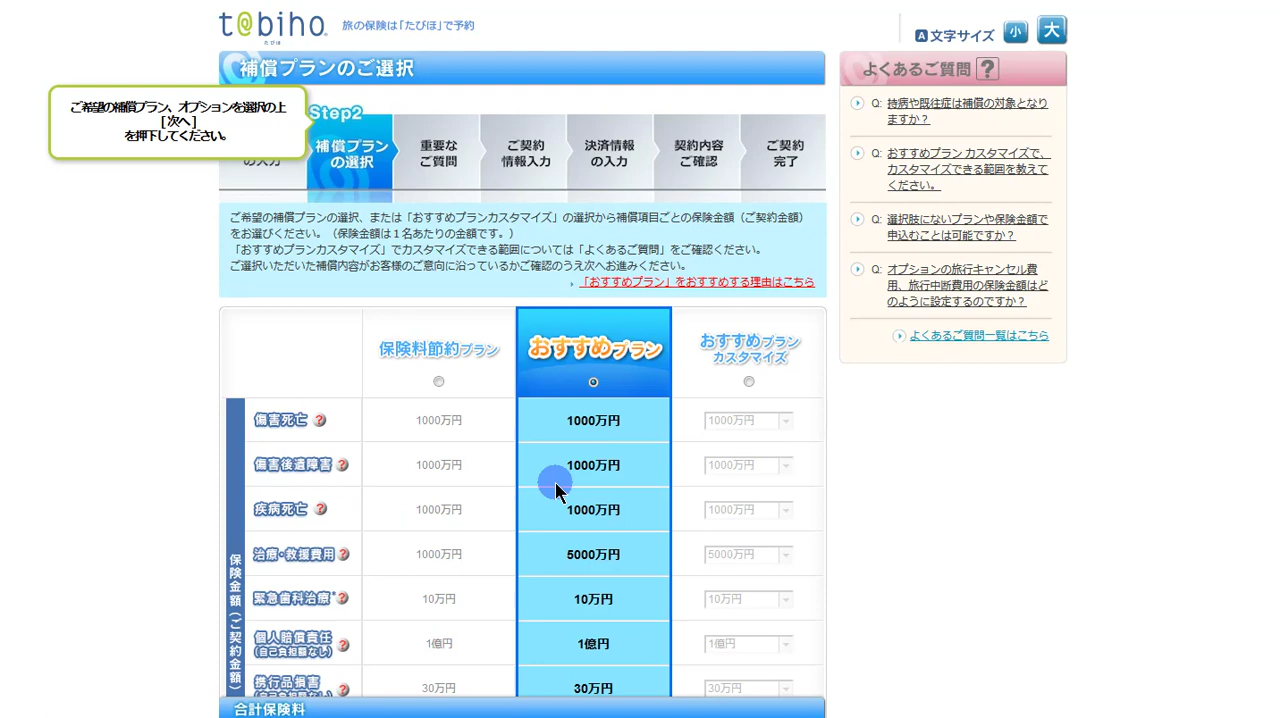 t@biho
たびほ
旅の保険は「たびほ」で予約
A 文字サイズ 小 大
補償プランのご選択
ご希望の補償プラン、オプションを選択の上
[次へ]
を押下してください。
の入力
Step2
補償プラン
の選択
重要な
ご質問
ご契約
情報入力
決済情報
の入力
契約内容
ご確認
ご契約
完了
ご希望の補償プランの選択、または「おすすめプランカスタマイズ」の選択から補償項目ごとの保険金額（ご契約金額）
をお選びください。（保険金額は１名あたりの金額です。）
「おすすめプランカスタマイズ」でカスタマイズできる範囲については「よくあるご質問」をご確認ください。
ご選択いただいた補償内容がお客様のご意向に沿っているかご確認のうえ次へお進みください。
「おすすめプラン」をおすすめする理由はこちら
保険料節約プラン
おすすめプラン
おすすめプラン
カスタマイズ
保険金額（ご契約金額）
傷害死亡 ? 1000万円 1000万円 1000万円
傷害後遺障害 ? 1000万円 1000万円 1000万円
疾病死亡 ? 1000万円 1000万円 1000万円
治療・救援費用 ? 1000万円 5000万円 5000万円
緊急歯科治療* ? 10万円 10万円 10万円
個人賠償責任
(自己負担額なし) ? 1億円 1億円 1億円
携行品損害
(自己負担額なし) ? 30万円 30万円 30万円
合計保険料
よくあるご質問 ?
Q: 持病や既往症は補償の対象となり
ますか？
Q: おすすめプランカスタマイズで、
カスタマイズできる範囲を教えて
ください。
Q: 選択肢にないプランや保険金額で
申込むことは可能ですか？
Q: オプションの旅行キャンセル費
用、旅行中断費用の保険金額はど
のように設定するのですか？
よくあるご質問一覧はこちら